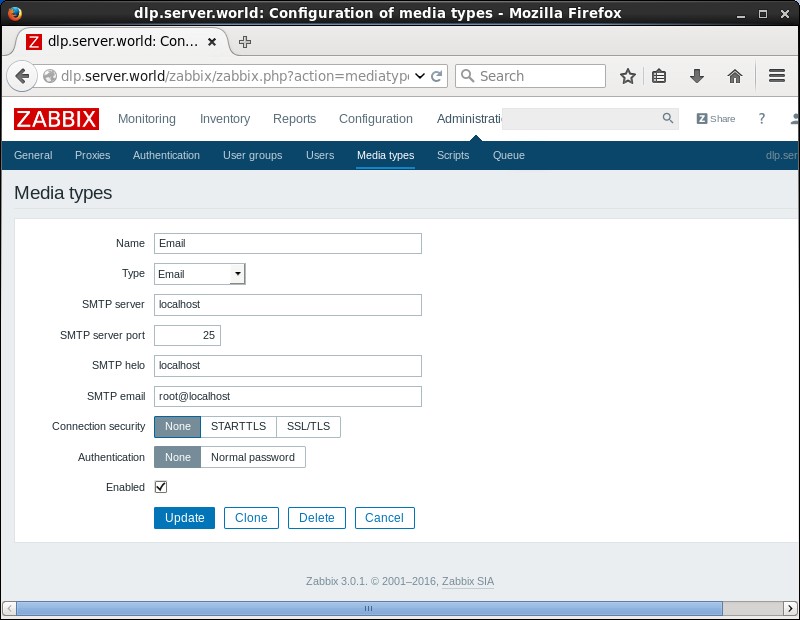 dlp.server.world: Configuration of media types - Mozilla Firefox
Z dlp.server.world: Con...
dlp.server.world/zabbix/zabbix.php?action=mediatype
Search
ZABBIX Monitoring Inventory Reports Configuration Administratio Z Share ?
General Proxies Authentication User groups Users Media types Scripts Queue dlp.ser
Media types
Name Email
Type Email
SMTP server localhost
SMTP server port 25
SMTP helo localhost
SMTP email root@localhost
Connection security None STARTTLS SSL/TLS
Authentication None Normal password
Enabled
Update Clone Delete Cancel
Zabbix 3.0.1. © 2001–2016, Zabbix SIA